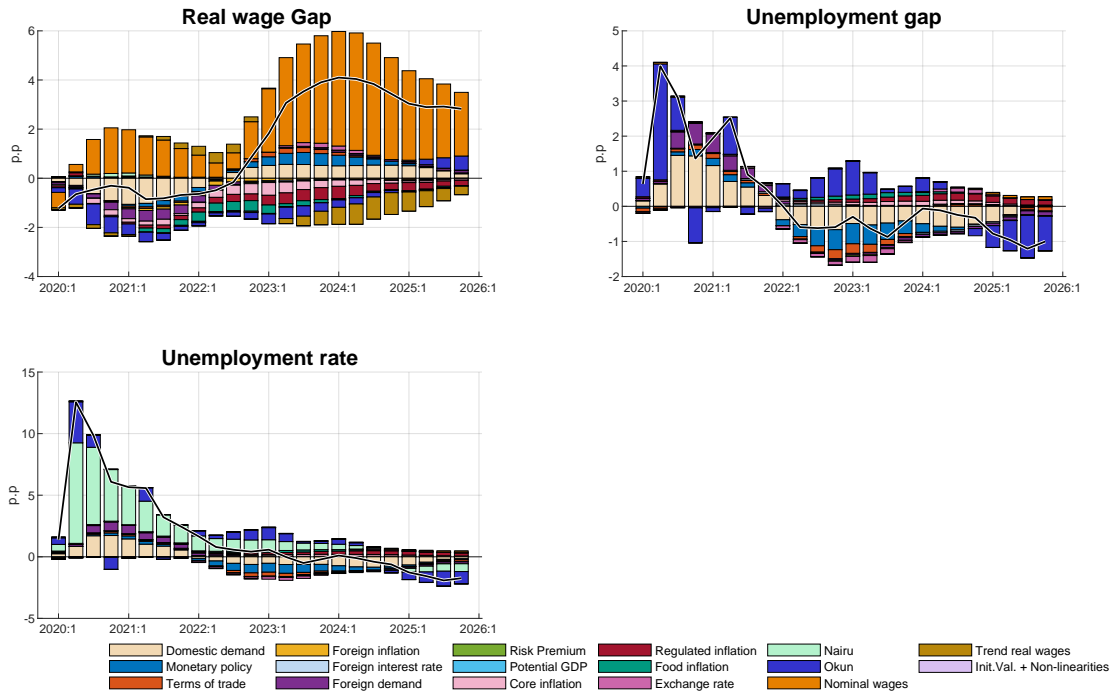 Real wage Gap
6
4
2
0
-2
-4
p.p
2020:1 2021:1 2022:1 2023:1 2024:1 2025:1 2026:1
Unemployment gap
5
4
3
2
1
0
-1
-2
p.p
2020:1 2021:1 2022:1 2023:1 2024:1 2025:1 2026:1
Unemployment rate
15
10
5
0
-5
p.p
2020:1 2021:1 2022:1 2023:1 2024:1 2025:1 2026:1
Domestic demand Foreign inflation Risk Premium Regulated inflation Nairu Trend real wages
Monetary policy Foreign interest rate Potential GDP Food inflation Okun Init.Val. + Non-linearities
Terms of trade Foreign demand Core inflation Exchange rate Nominal wages